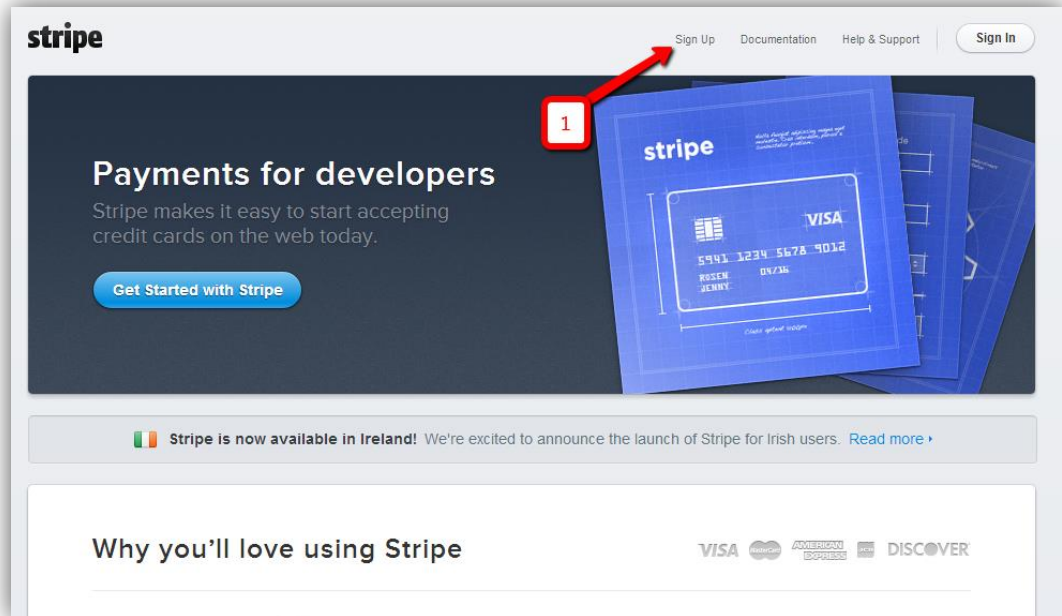 stripe
Sign Up
Documentation
Help & Support
Sign In
1
Payments for developers
Stripe makes it easy to start accepting
credit cards on the web today.
Get Started with Stripe
stripe
VISA
5941 1234 5678 9012
ROSEN
JENNY
04/16
Stripe is now available in Ireland! We're excited to announce the launch of Stripe for Irish users. Read more
Why you'll love using Stripe
VISA
MasterCard
AMERICAN
EXPRESS
JCB
DISCOVER